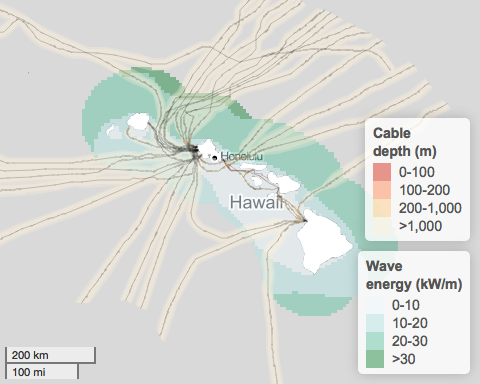 Honolulu
Hawaii
Cable
depth (m)
0-100
100-200
200-1,000
>1,000
Wave
energy (kW/m)
0-10
10-20
20-30
>30
200 km
100 mi